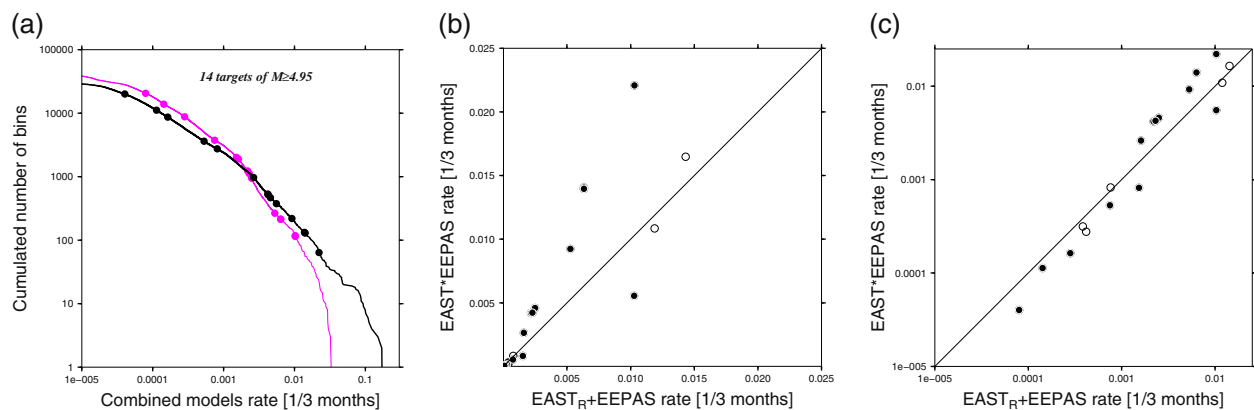 (a)
100000
10000
1000
100
10
1
Cumulated number of bins
14 targets of M≥4.95
1e-005
0.0001
0.001
0.01
0.1
Combined models rate [1/3 months]
(b)
0.025
0.020
0.015
0.010
0.005
0
EAST*EEPAS rate [1/3 months]
0.005
0.010
0.015
0.020
0.025
EAST_R+EEPAS rate [1/3 months]
(c)
0.01
0.001
0.0001
1e-005
EAST*EEPAS rate [1/3 months]
1e-005
0.0001
0.001
0.01
EAST_R+EEPAS rate [1/3 months]